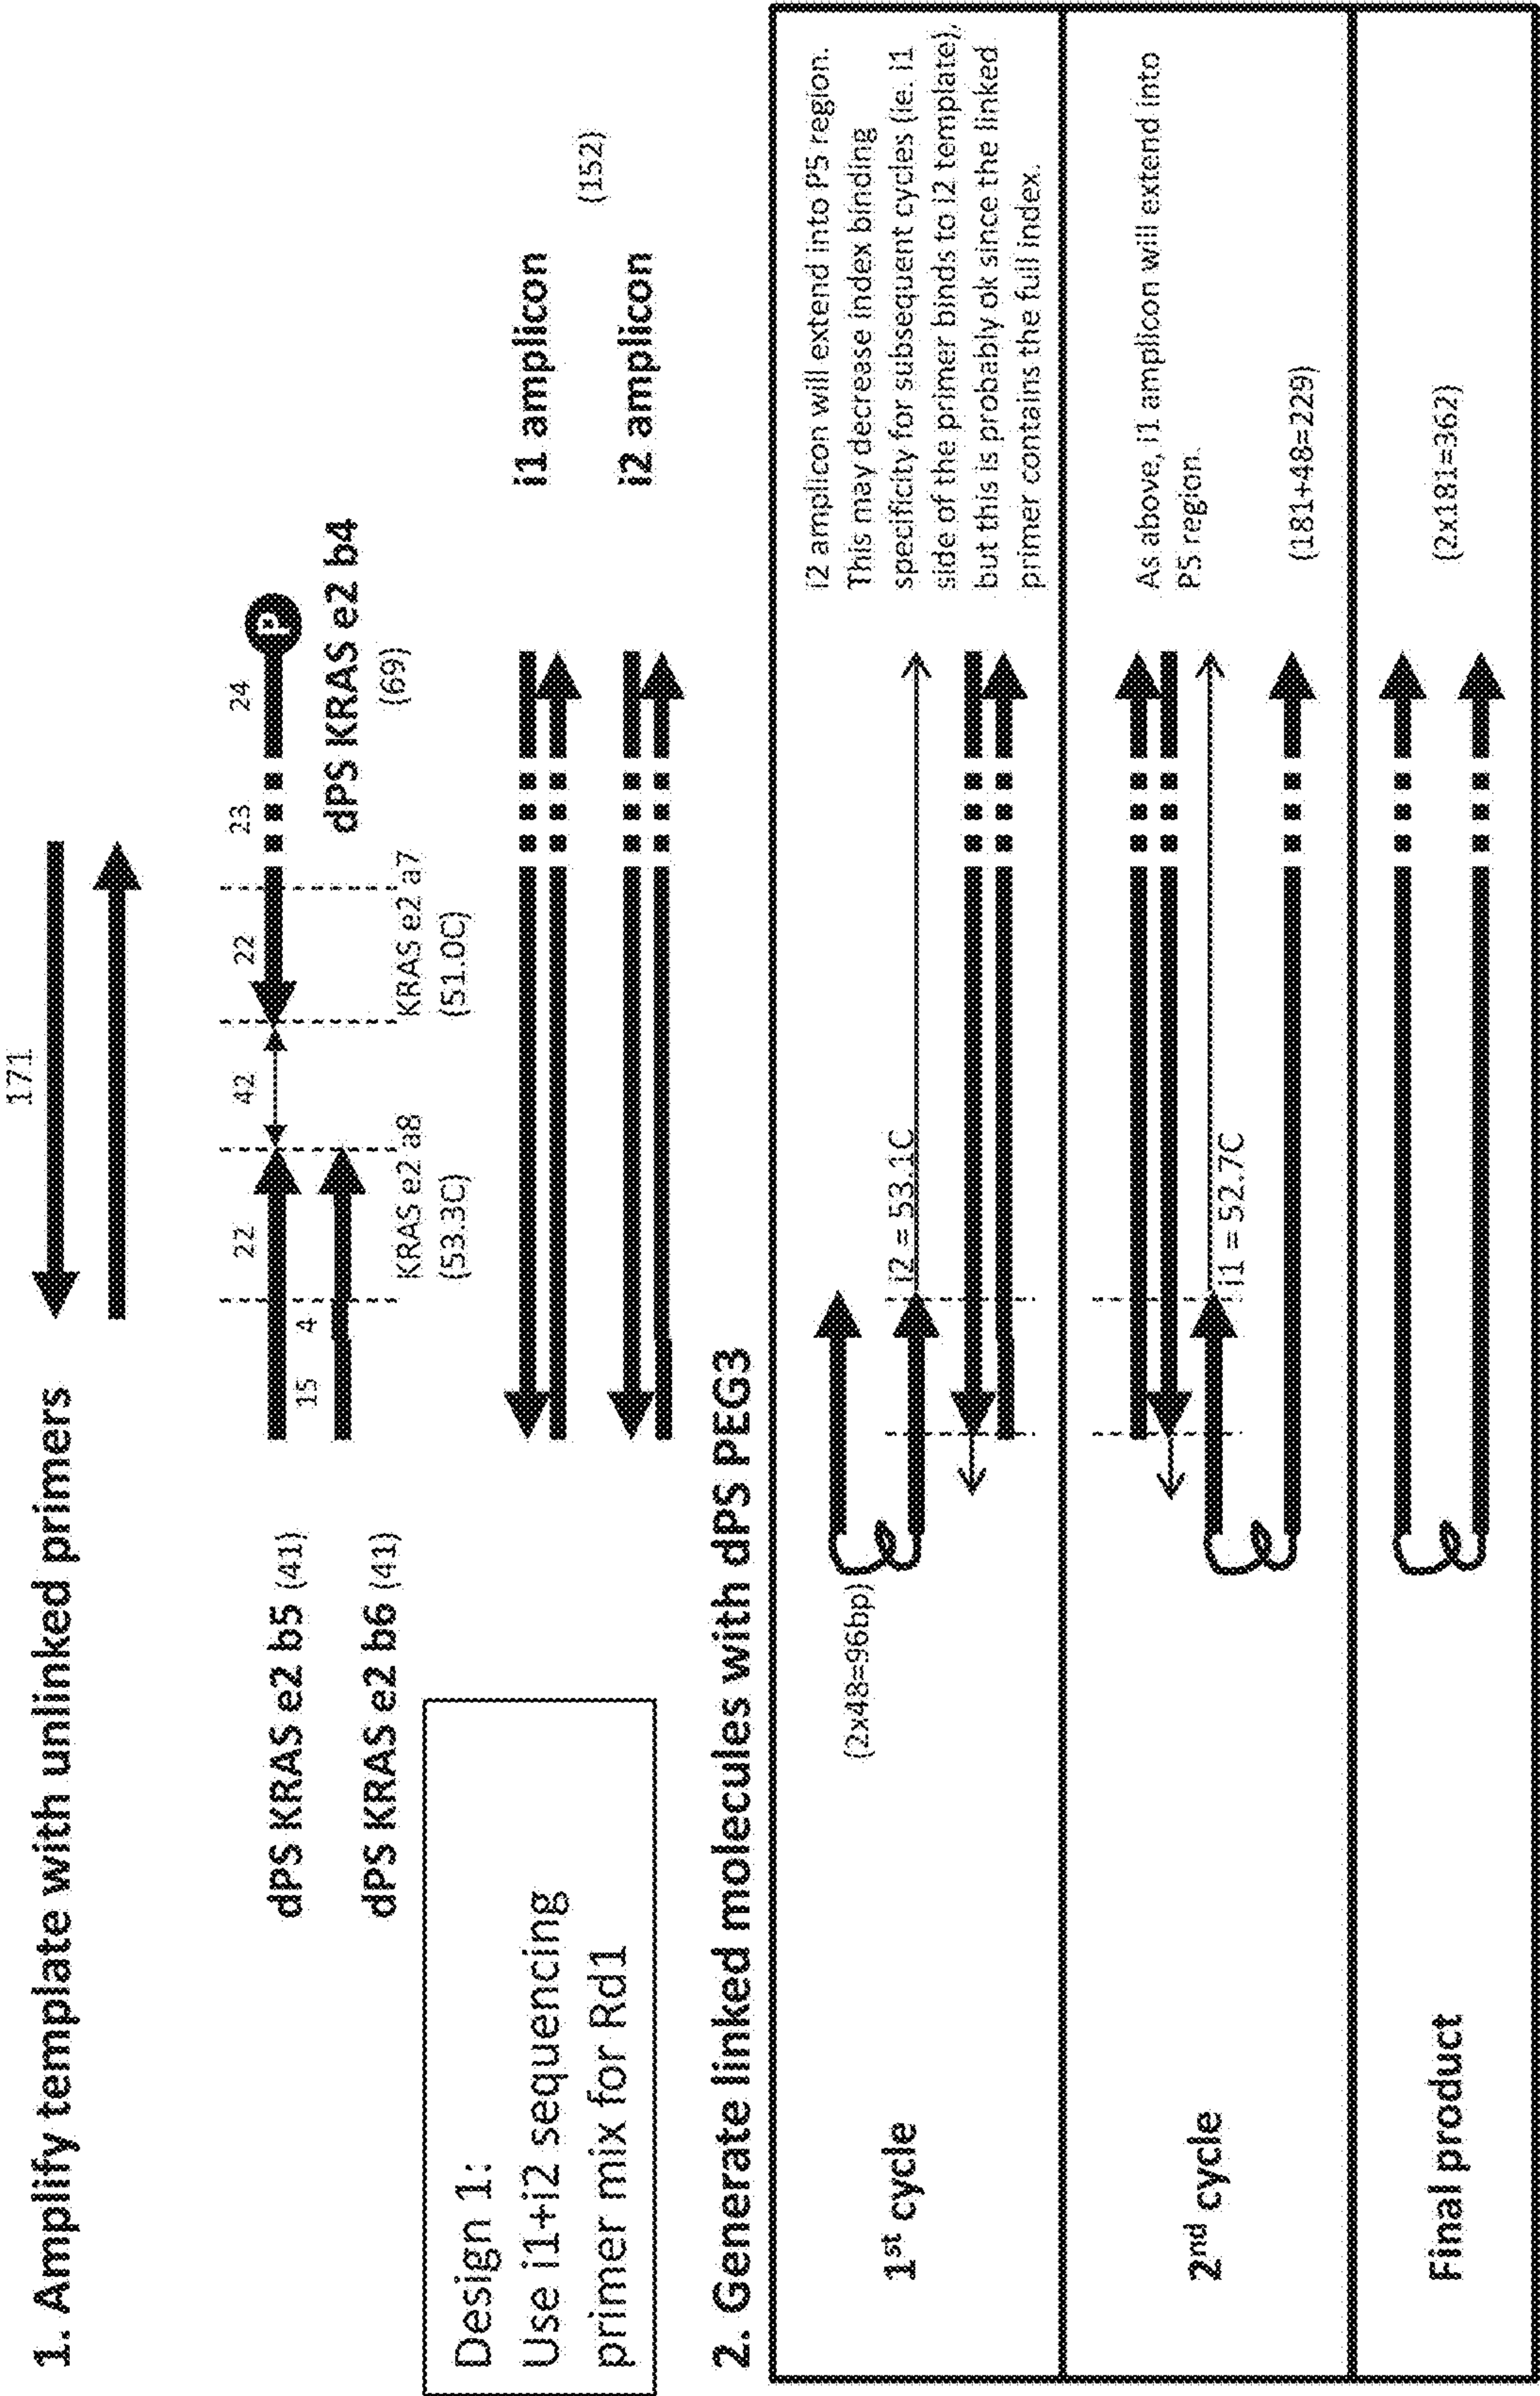 1. Amplify template with unlinked primers
171
22
42
22
23
24
P
15
4
dPS KRAS e2 b5 (41)
dPS KRAS e2 b6 (41)
KRAS e2 a8
(53.3C)
KRAS e2 a7
(51.0C)
dPS KRAS e2 b4
(69)
Design 1:
Use i1+i2 sequencing
primer mix for Rd1
i1 amplicon
(152)
i2 amplicon
2. Generate linked molecules with dPS PEG3
1st cycle
(2x48=96bp)
i2 = 53.1C
i2 amplicon will extend into PS region.
This may decrease index binding
specificity for subsequent cycles (ie. i1
side of the primer binds to i2 template),
but this is probably ok since the linked
primer contains the full index.
2nd cycle
i1 = 52.7C
As above, i1 amplicon will extend into
PS region.
(181+48=229)
Final product
(2x181=362)